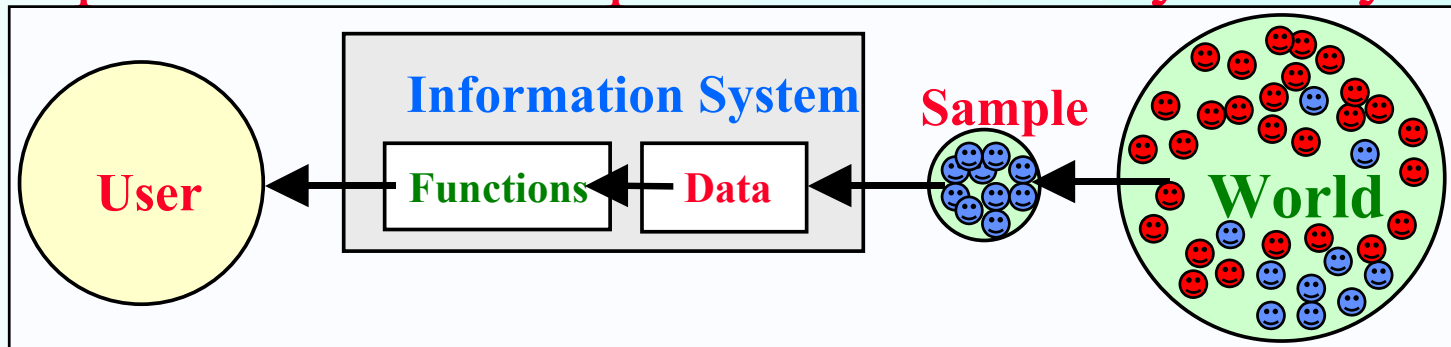 Information System
Sample
User
Functions
Data
World